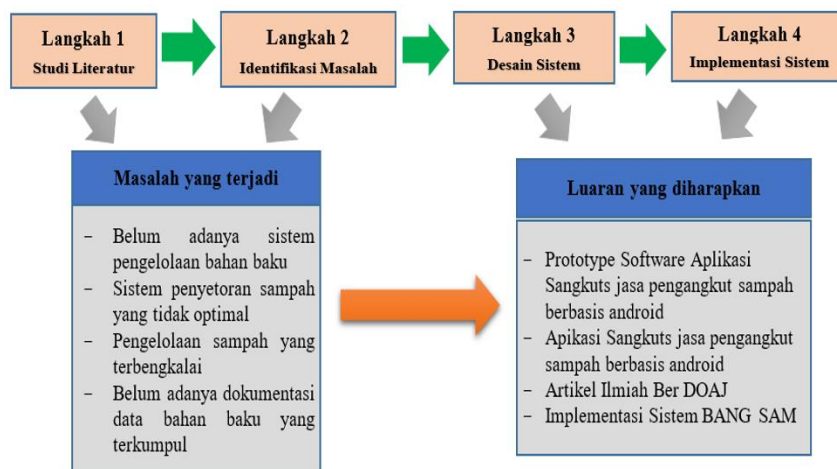 Langkah 1
Studi Literatur
Langkah 2
Identifikasi Masalah
Langkah 3
Desain Sistem
Langkah 4
Implementasi Sistem
Masalah yang terjadi
– Belum adanya sistem
pengelolaan bahan baku
– Sistem penyetoran sampah
yang tidak optimal
– Pengelolaan sampah yang
terbengkalai
– Belum adanya dokumentasi
data bahan baku yang
terkumpul
Luaran yang diharapkan
– Prototype Software Aplikasi
Sangkuts jasa pengangkut sampah
berbasis android
– Apikasi Sangkuts jasa pengangkut
sampah berbasis android
– Artikel Ilmiah Ber DOAJ
– Implementasi Sistem BANG SAM